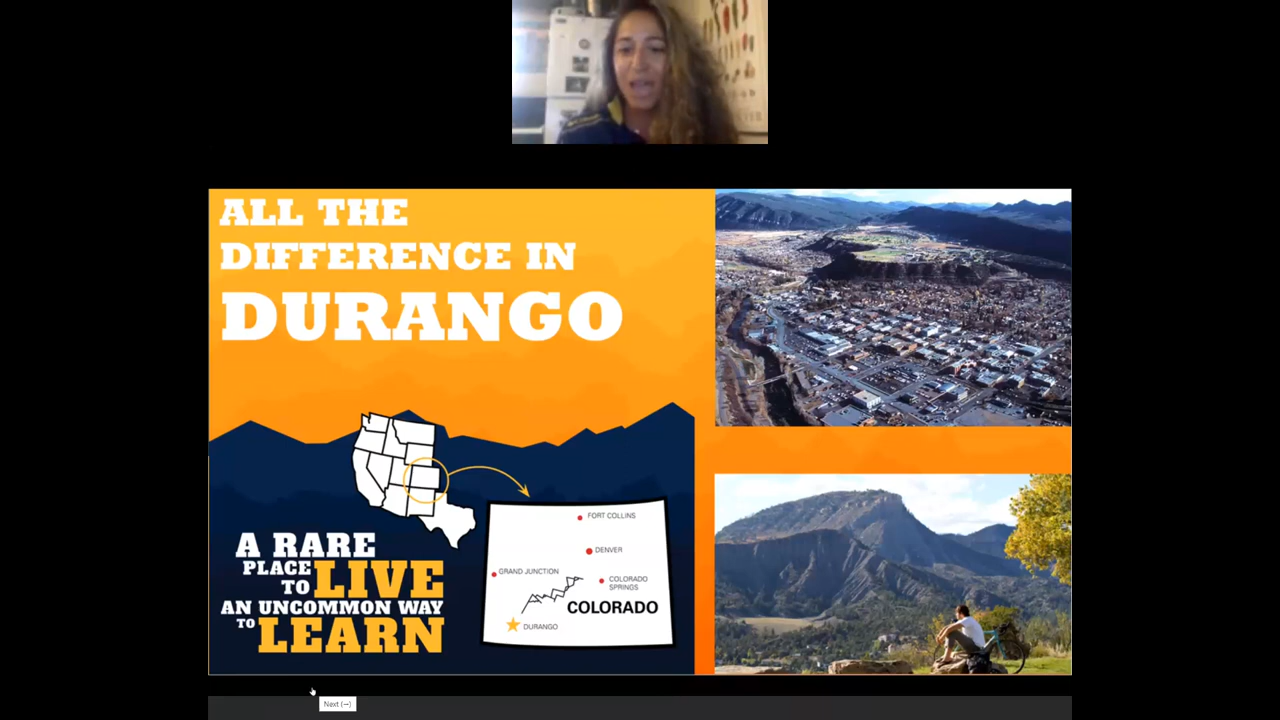 ALL THE
DIFFERENCE IN
DURANGO
A RARE
PLACE
TO LIVE
AN UNCOMMON WAY
TO LEARN
FORT COLLINS
DENVER
GRAND JUNCTION
COLORADO
SPRINGS
COLORADO
DURANGO
Next (→)